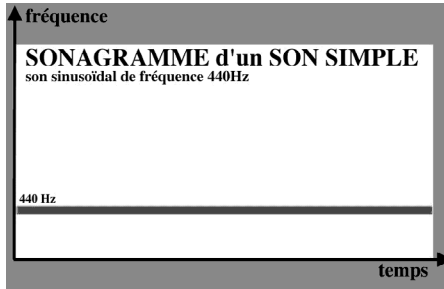 fréquence
SONAGRAMME d'un SON SIMPLE
son sinusoïdal de fréquence 440Hz
440 Hz
temps